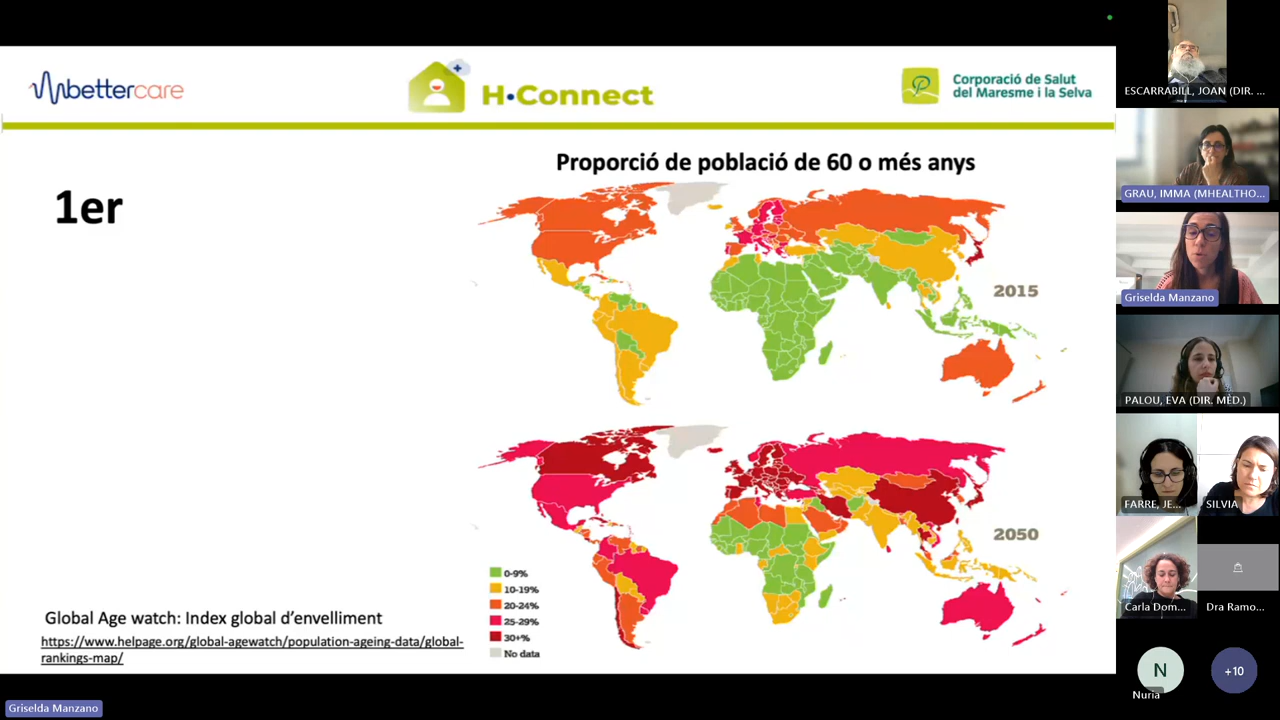 bettercare
H·Connect
Corporació de Salut
del Maresme i la Selva
1er
Proporció de població de 60 o més anys
2015
2050
0-9%
10-19%
20-24%
25-29%
30+%
No data
Global Age watch: Index global d'envelliment
https://www.helpage.org/global-agewatch/population-ageing-data/global-
rankings-map/
Griselda Manzano
ESCARRABILL, JOAN (DIR. ...
GRAU, IMMA (MHEALTHO...
Griselda Manzano
PALOU, EVA (DIR. MÈD.)
FARRE, JE...
SILVIA
Carla Dom...
Dra Ramo...
N
Nuria
+10